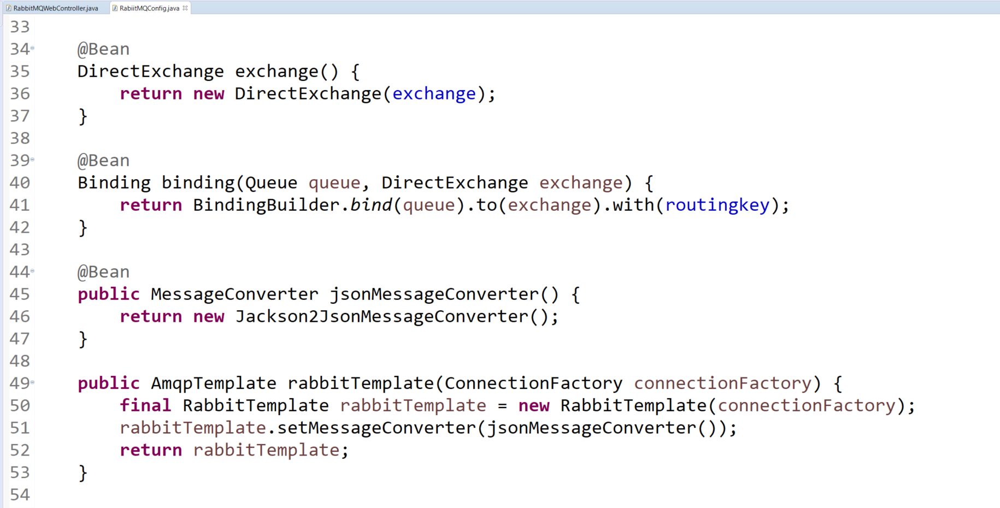 RabbitMQWebController.java RabiitMQConfig.java
33
34 @Bean
35 DirectExchange exchange() {
36 return new DirectExchange(exchange);
37 }
38
39 @Bean
40 Binding binding(Queue queue, DirectExchange exchange) {
41 return BindingBuilder.bind(queue).to(exchange).with(routingkey);
42 }
43
44 @Bean
45 public MessageConverter jsonMessageConverter() {
46 return new Jackson2JsonMessageConverter();
47 }
48
49 public AmqpTemplate rabbitTemplate(ConnectionFactory connectionFactory) {
50 final RabbitTemplate rabbitTemplate = new RabbitTemplate(connectionFactory);
51 rabbitTemplate.setMessageConverter(jsonMessageConverter());
52 return rabbitTemplate;
53 }
54